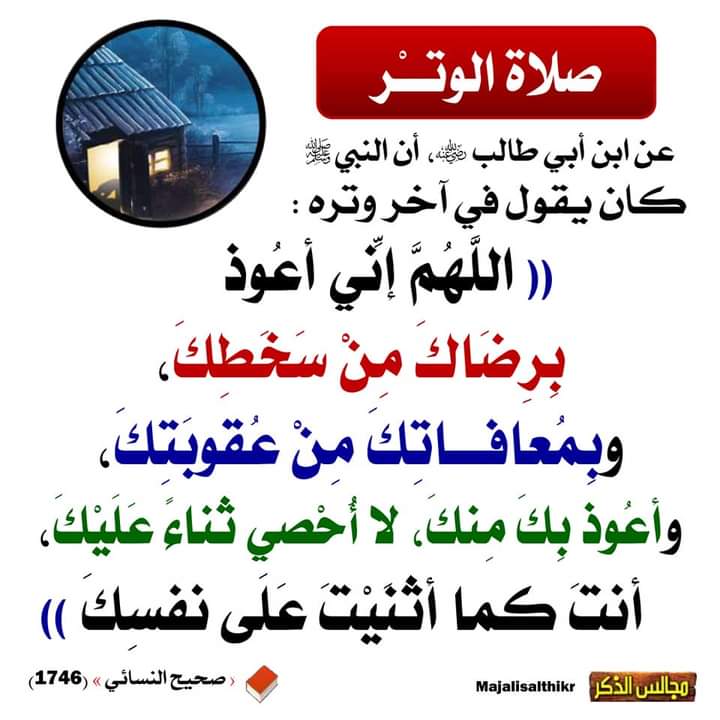 صلاة الوتـْر
عن ابن أبي طالب رضي الله عنه، أن النبي ﷺ
كان يقول في آخر وتره :
(( اللَّهُمَّ إنِّي أعُوذ
بِرِضَاكَ مِنْ سَخَطِكَ،
وبِمُعافـاتِكَ مِنْ عُقوبَتِكَ،
وأعُوذ بِكَ مِنكَ، لا أُحْصي ثناءً عَلَيْكَ،
أنتَ كما أثنَيْتَ عَلَى نفسِكَ ))
« صحيح النسائي » (1746)
Majalisalthikr
مجالس الذكر